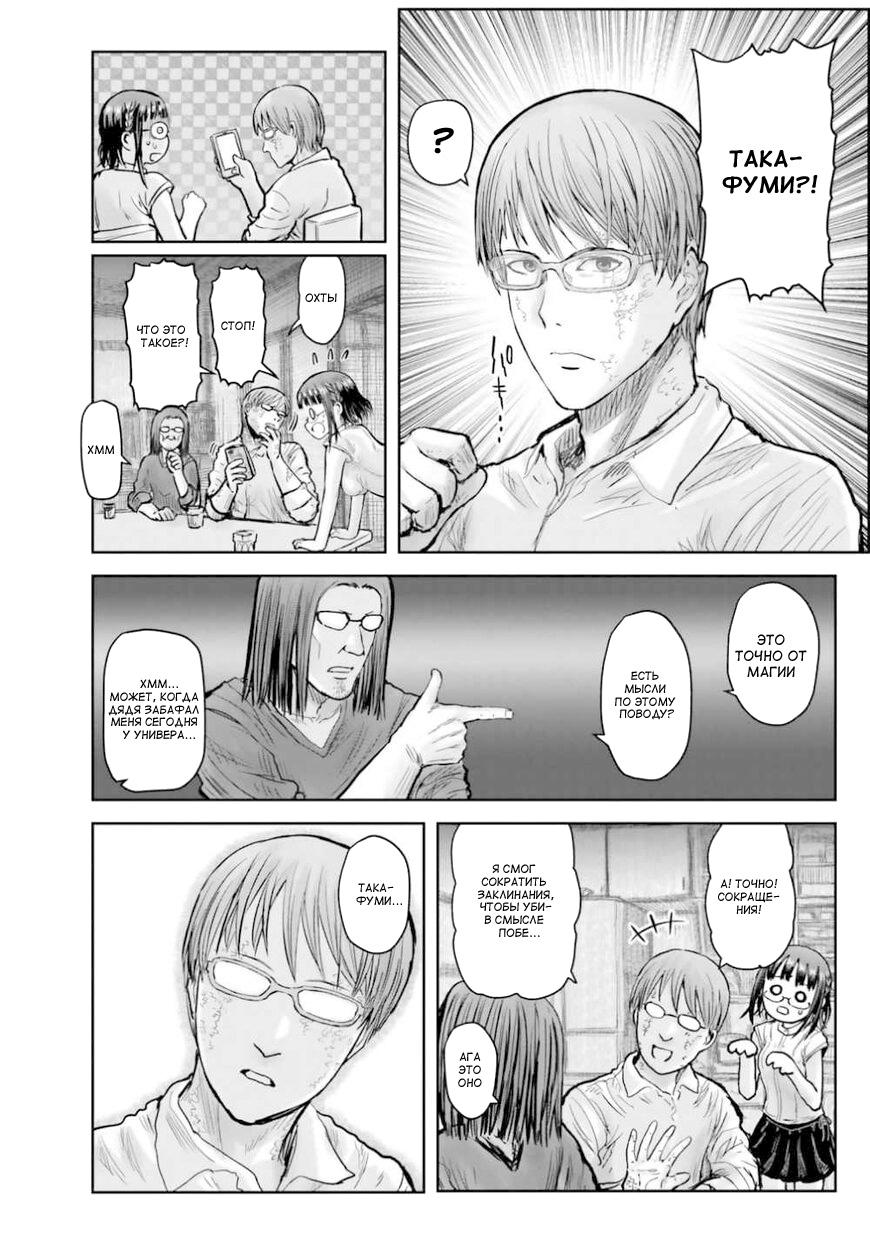 ТАКА-
ФУМИ?!
?
パキ…
ОХТЫ
СТОП!
ЧТО ЭТО
ТАКОЕ?!
ХММ
ЭТО
ТОЧНО ОТ
МАГИИ
ЕСТЬ
МЫСЛИ
ПО ЭТОМУ
ПОВОДУ?
ХММ...
МОЖЕТ, КОГДА
ДЯДЯ ЗАБАФАЛ
МЕНЯ СЕГОДНЯ
У УНИВЕРА...
А! ТОЧНО!
СОКРАЩЕ-
НИЯ!
Я СМОГ
СОКРАТИТЬ
ЗАКЛИНАНИЯ,
ЧТОБЫ УБИ-
В СМЫСЛЕ
ПОБЕ...
АГА
ЭТО
ОНО
ТАКА-
ФУМИ...